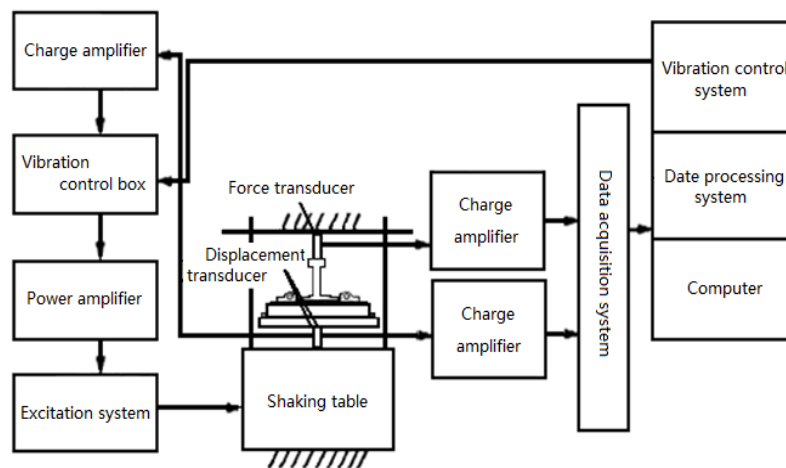 Charge amplifier
Vibration
control box
Power amplifier
Excitation system
Force transducer
Displacement
transducer
Shaking table
Charge
amplifier
Charge
amplifier
Data acquisition system
Vibration control
system
Date processing
system
Computer